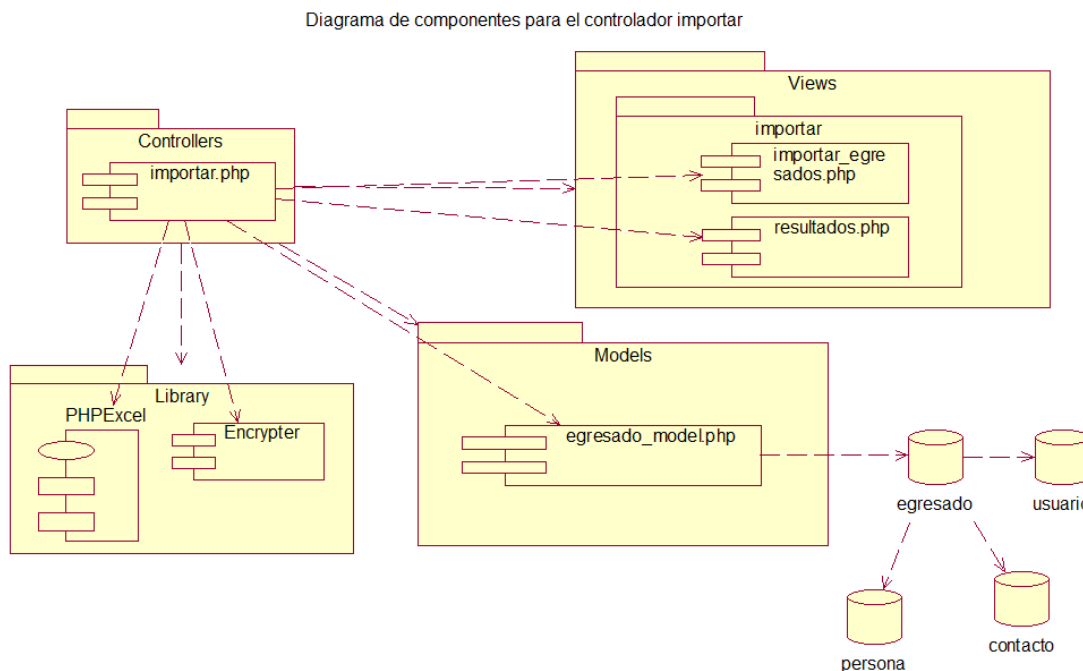 Diagrama de componentes para el controlador importar
Views
Controllers
importar
importar.php
importar_egre
sados.php
resultados.php
Models
Library
PHPExcel
Encrypter
egresado_model.php
egresado
usuario
contacto
persona